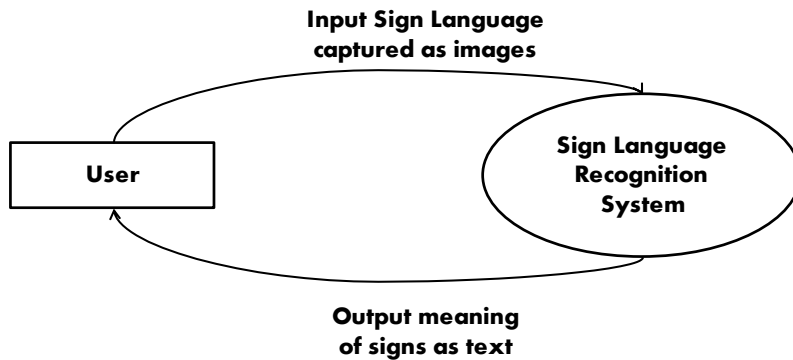 Input Sign Language
captured as images
User
Sign Language
Recognition
System
Output meaning
of signs as text